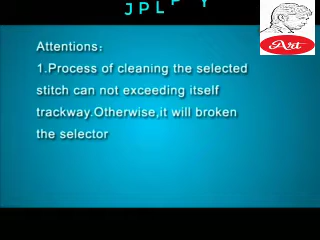 J P L P Y
Attentions:
1.Process of cleaning the selected
stitch can not exceeding itself
trackway.Otherwise,it will broken
the selector
Art